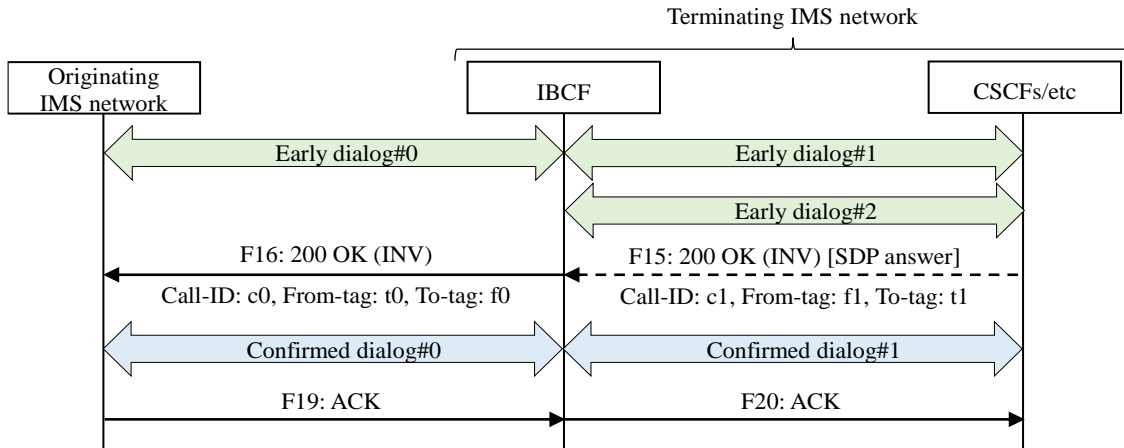 Terminating IMS network
Originating
IMS network
IBCF
CSCFs/etc
Early dialog#0
Early dialog#1
Early dialog#2
F16: 200 OK (INV)
F15: 200 OK (INV) [SDP answer]
Call-ID: c0, From-tag: t0, To-tag: f0
Call-ID: c1, From-tag: f1, To-tag: t1
Confirmed dialog#0
Confirmed dialog#1
F19: ACK
F20: ACK